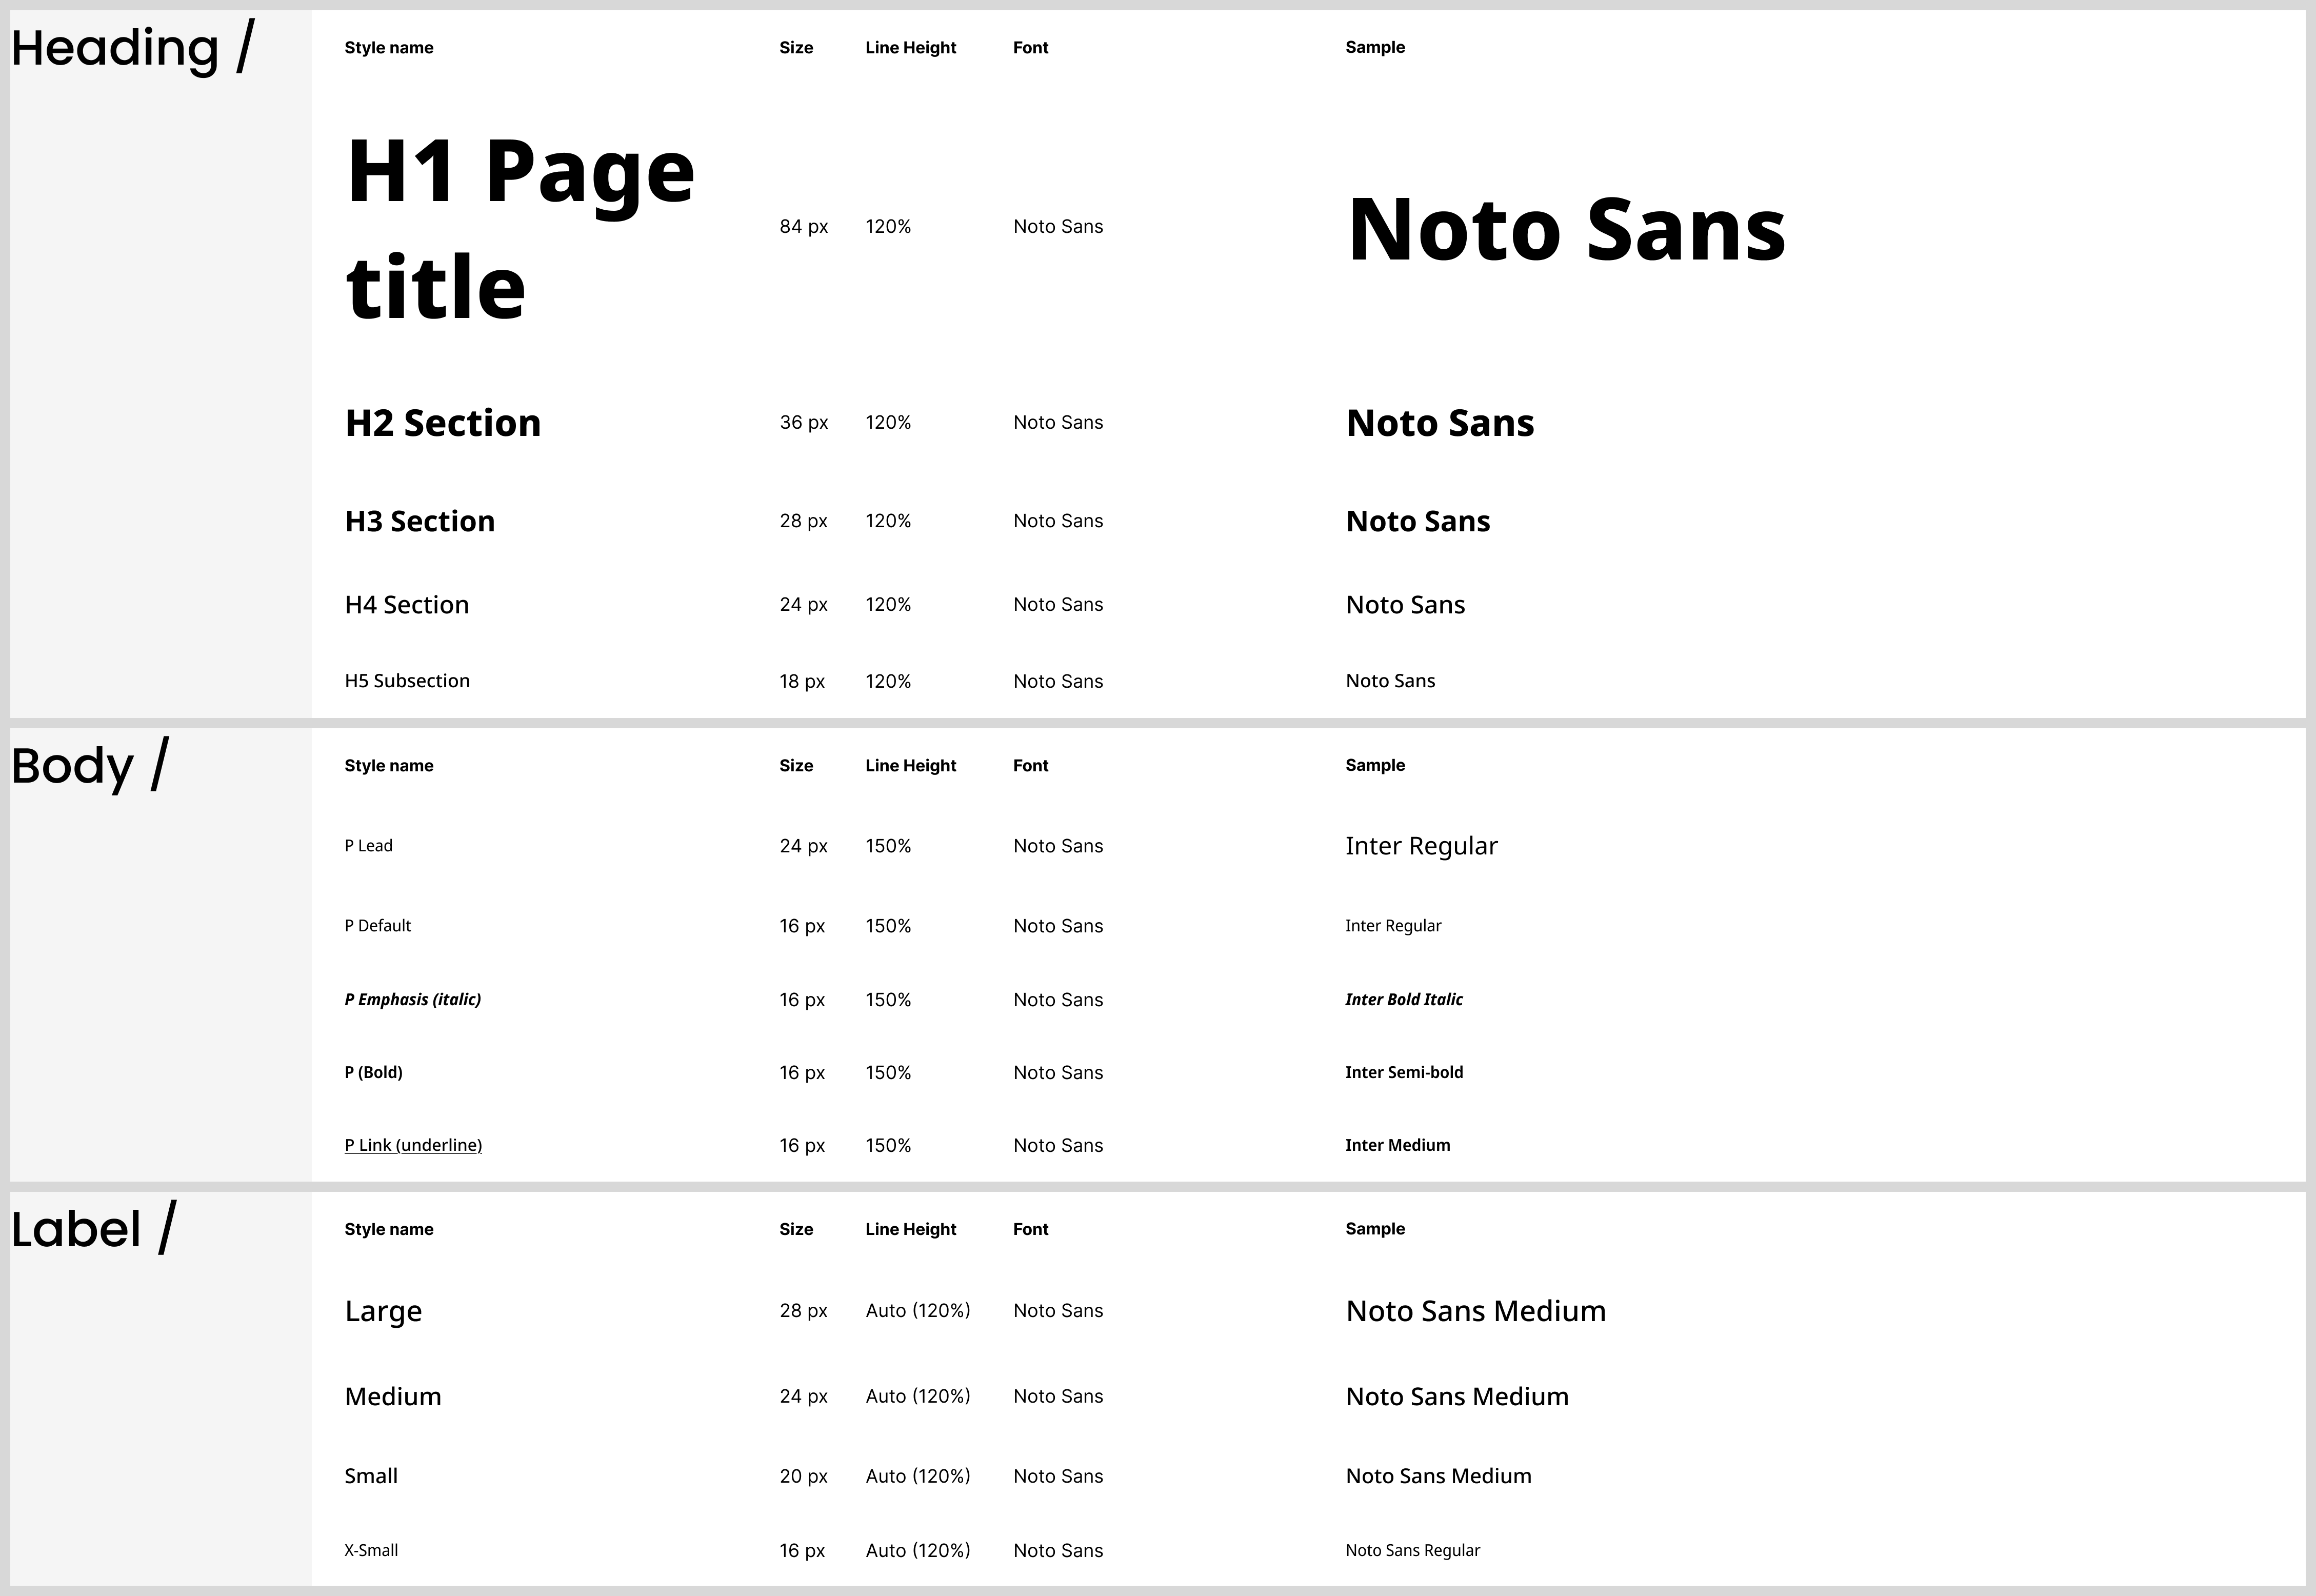 Heading /
Style name Size Line Height Font Sample
H1 Page
title
84 px 120% Noto Sans Noto Sans
H2 Section 36 px 120% Noto Sans Noto Sans
H3 Section 28 px 120% Noto Sans Noto Sans
H4 Section 24 px 120% Noto Sans Noto Sans
H5 Subsection 18 px 120% Noto Sans Noto Sans
Body /
Style name Size Line Height Font Sample
P Lead 24 px 150% Noto Sans Inter Regular
P Default 16 px 150% Noto Sans Inter Regular
P Emphasis (italic) 16 px 150% Noto Sans Inter Bold Italic
P (Bold) 16 px 150% Noto Sans Inter Semi-bold
P Link (underline) 16 px 150% Noto Sans Inter Medium
Label /
Style name Size Line Height Font Sample
Large 28 px Auto (120%) Noto Sans Noto Sans Medium
Medium 24 px Auto (120%) Noto Sans Noto Sans Medium
Small 20 px Auto (120%) Noto Sans Noto Sans Medium
X-Small 16 px Auto (120%) Noto Sans Noto Sans Regular